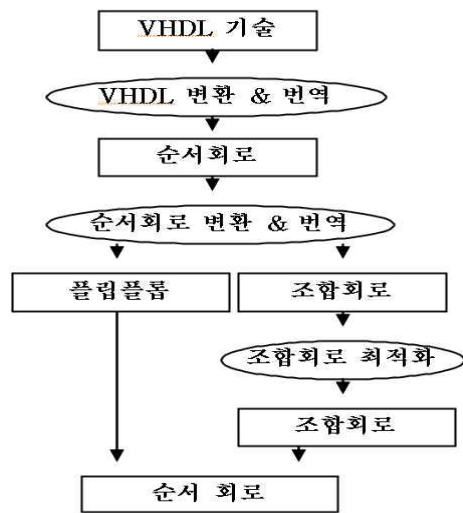 VHDL 기술
VHDL 변환 & 번역
순서회로
순서회로 변환 & 번역
플립플롭
조합회로
조합회로 최적화
조합회로
순서 회로